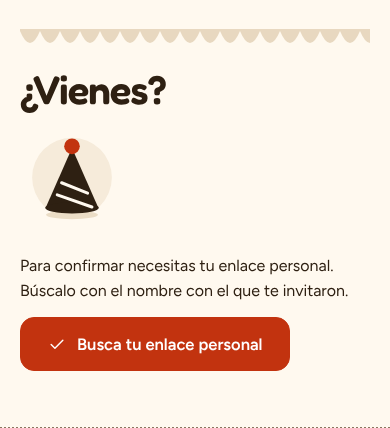 ¿Vienes?
Para confirmar necesitas tu enlace personal.
Búscalo con el nombre con el que te invitaron.
Busca tu enlace personal